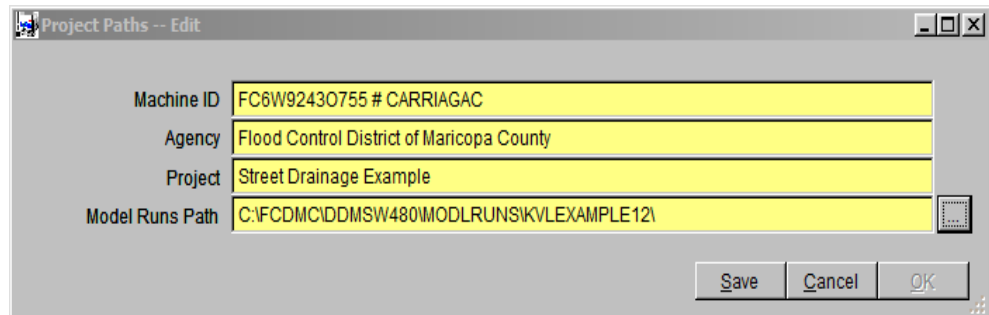 Project Paths -- Edit
Machine ID FC6W9243O755 # CARRIAGAC
Agency Flood Control District of Maricopa County
Project Street Drainage Example
Model Runs Path C:\FCDMC\DDMSW480\MODLRUNS\KVLEXAMPLE12\ ...
Save Cancel OK